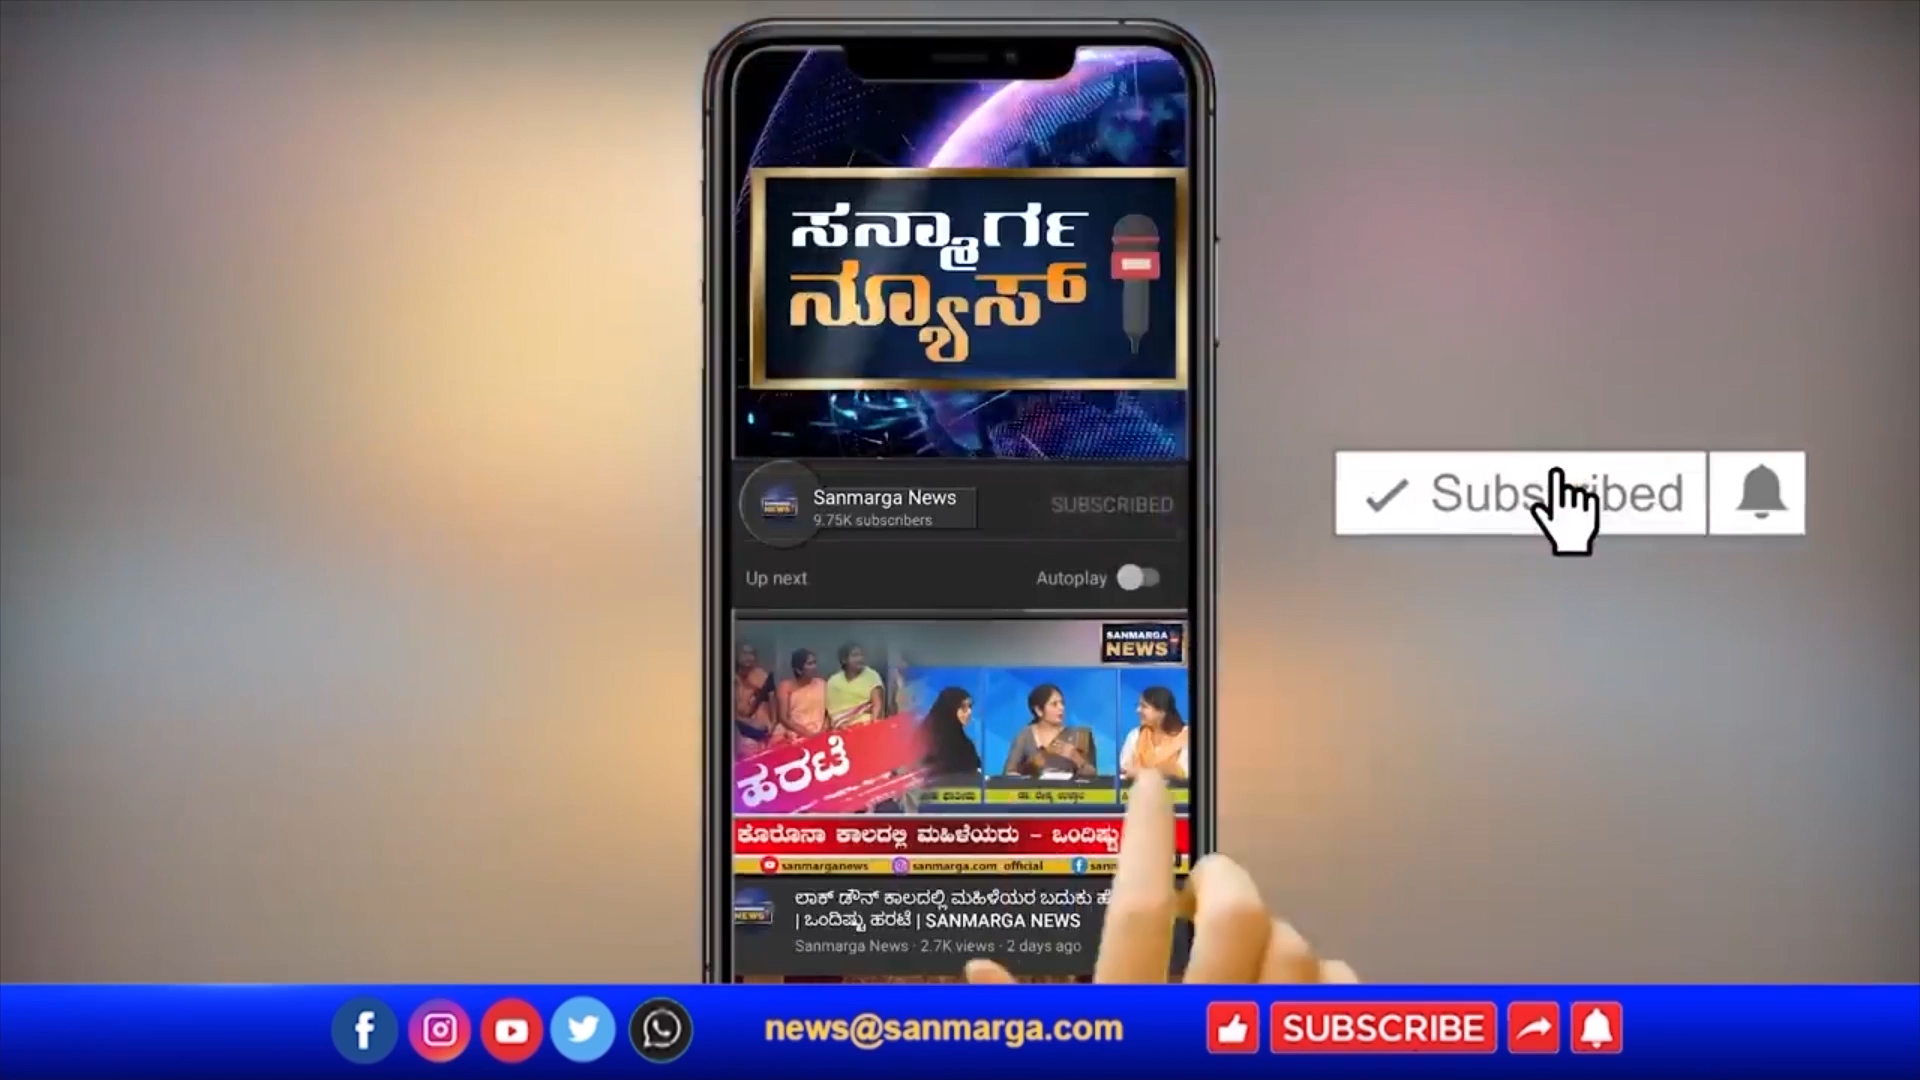 ಸನ್ಮಾರ್ಗ
ನ್ಯೂಸ್
Sanmarga News
9.75K subscribers
SUBSCRIBED
Subscribed
Up next
Autoplay
SANMARGA
NEWS
ಹರಟೆ
ಕೊರೊನಾ ಕಾಲದಲ್ಲಿ ಮಹಿಳೆಯರು - ಒಂದಿಷ್ಟು
sanmarganews sanmarga.com_official
NEWS
ಲಾಕ್ ಡೌನ್ ಕಾಲದಲ್ಲಿ ಮಹಿಳೆಯರ ಬದುಕು
| ಒಂದಿಷ್ಟು ಹರಟೆ | SANMARGA NEWS
Sanmarga News · 2.7K views · 2 days ago
news@sanmarga.com
SUBSCRIBE